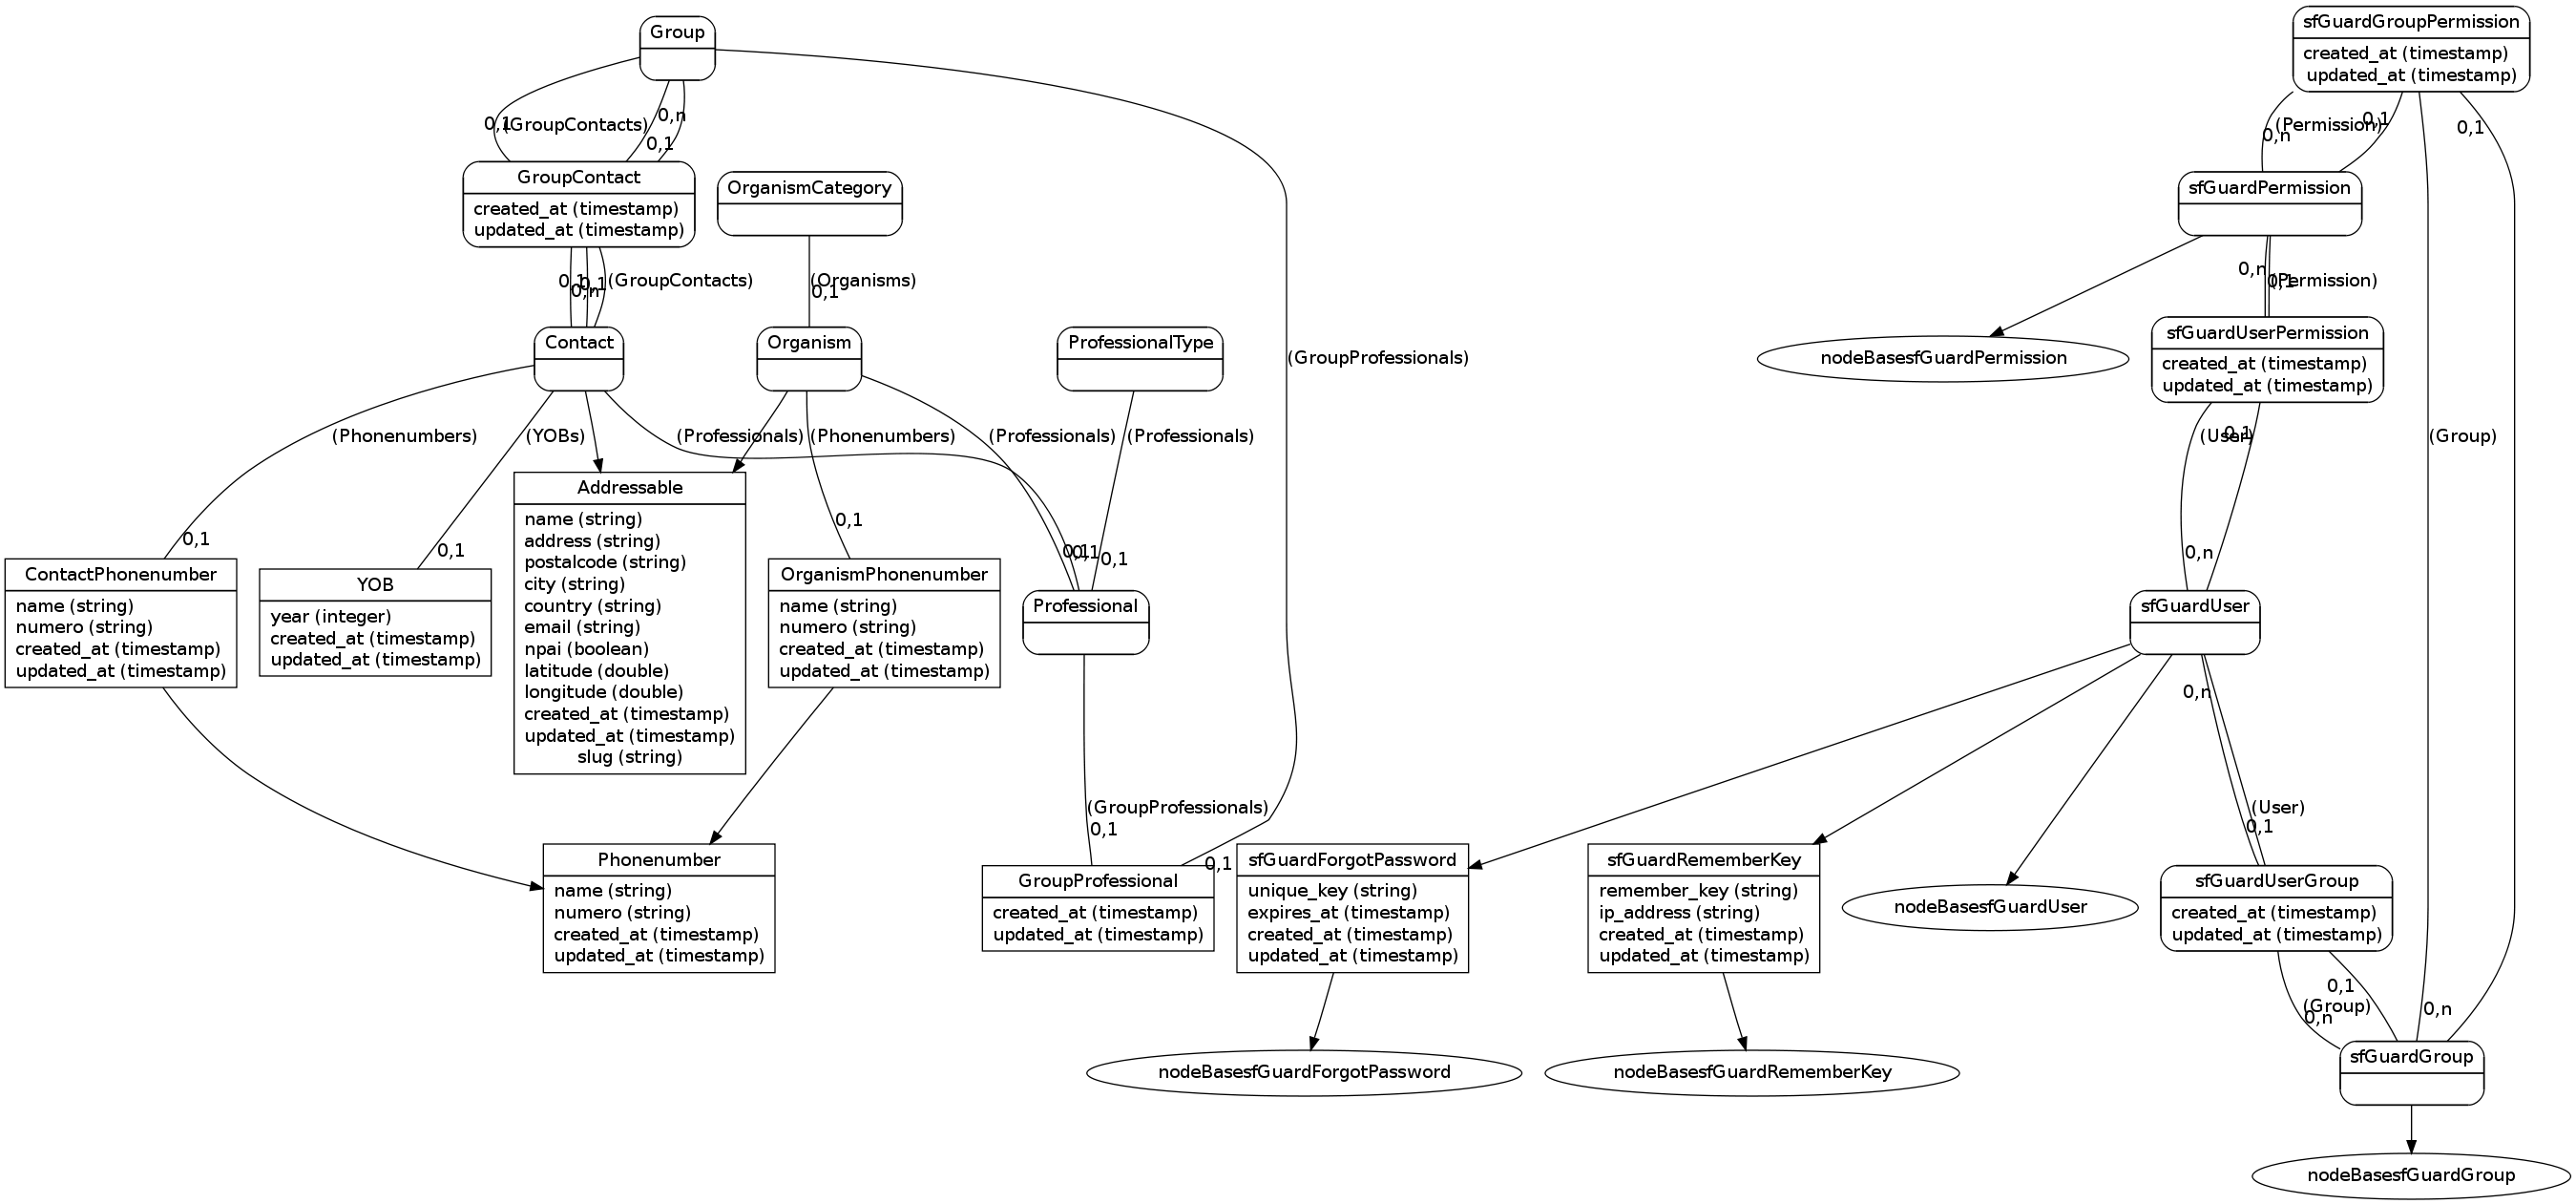 Group
sfGuardGroupPermission
created_at (timestamp)
updated_at (timestamp)
0,1
(GroupContacts)
0,n
0,1
(Permission)
0,n
0,1
0,1
GroupContact
created_at (timestamp)
updated_at (timestamp)
OrganismCategory
sfGuardPermission
0,1
0,n
0,1
(GroupContacts)
(Organisms)
0,1
0,n
0,1
(Permission)
Contact
Organism
ProfessionalType
(GroupProfessionals)
nodeBasesfGuardPermission
sfGuardUserPermission
created_at (timestamp)
updated_at (timestamp)
(Phonenumbers)
(YOBs)
(Professionals)
(Phonenumbers)
(Professionals)
(Professionals)
(User)
0,1
(Group)
0,1
0,1
0,1
0,1
0,1
0,1
0,n
ContactPhonenumber
name (string)
numero (string)
created_at (timestamp)
updated_at (timestamp)
YOB
year (integer)
created_at (timestamp)
updated_at (timestamp)
Addressable
name (string)
address (string)
postalcode (string)
city (string)
country (string)
email (string)
npai (boolean)
latitude (double)
longitude (double)
created_at (timestamp)
updated_at (timestamp)
slug (string)
OrganismPhonenumber
name (string)
numero (string)
created_at (timestamp)
updated_at (timestamp)
Professional
sfGuardUser
0,n
(GroupProfessionals)
0,1
0,1
(User)
0,1
Phonenumber
name (string)
numero (string)
created_at (timestamp)
updated_at (timestamp)
GroupProfessional
created_at (timestamp)
updated_at (timestamp)
sfGuardForgotPassword
unique_key (string)
expires_at (timestamp)
created_at (timestamp)
updated_at (timestamp)
sfGuardRememberKey
remember_key (string)
ip_address (string)
created_at (timestamp)
updated_at (timestamp)
nodeBasesfGuardUser
sfGuardUserGroup
created_at (timestamp)
updated_at (timestamp)
0,1
(Group)
0,n
0,n
nodeBasesfGuardForgotPassword
nodeBasesfGuardRememberKey
sfGuardGroup
nodeBasesfGuardGroup